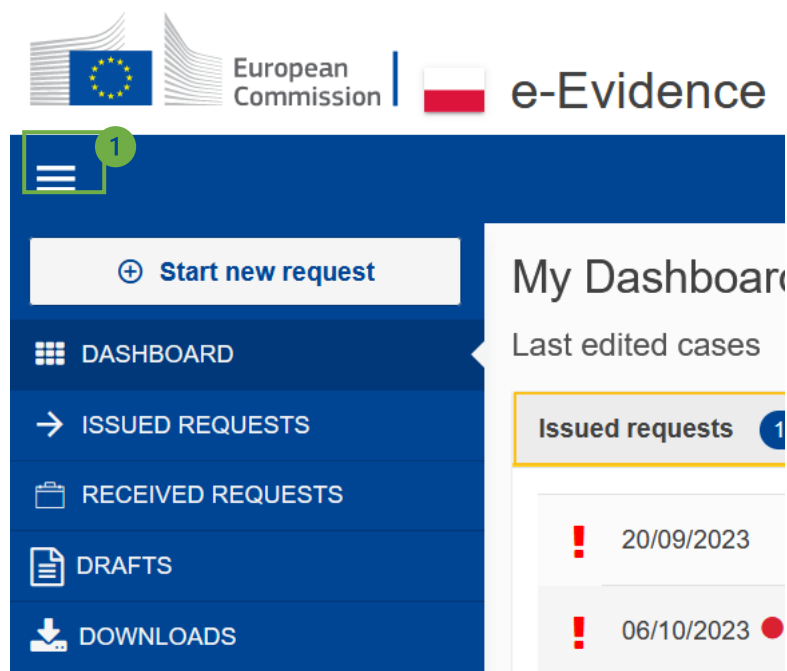 European
Commission
e-Evidence
1
Start new request
DASHBOARD
ISSUED REQUESTS
RECEIVED REQUESTS
DRAFTS
DOWNLOADS
My Dashboard
Last edited cases
Issued requests 1
20/09/2023
06/10/2023